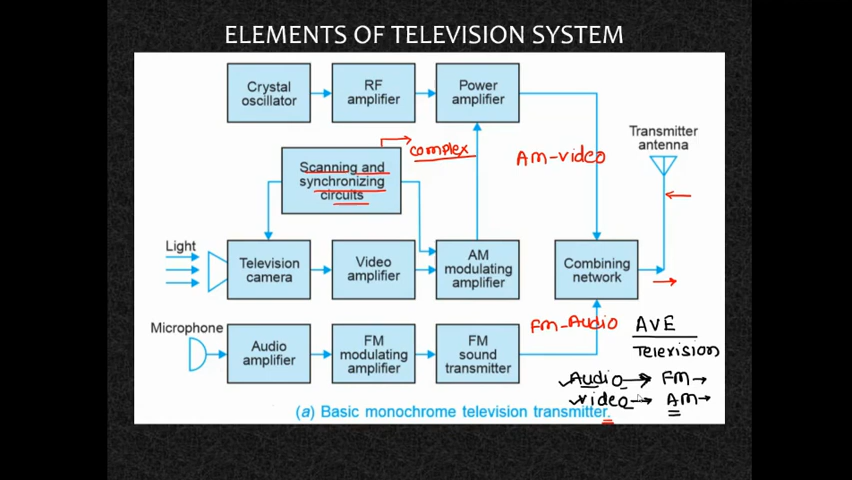 ELEMENTS OF TELEVISION SYSTEM
Crystal
oscillator
RF
amplifier
Power
amplifier
Transmitter
antenna
complex
AM-video
Scanning and
synchronizing
circuits
Light
Television
camera
Video
amplifier
AM
modulating
amplifier
Combining
network
Microphone
Audio
amplifier
FM
modulating
amplifier
FM
sound
transmitter
FM-Audio
AVE
Television
Audio → FM →
video → AM →
(a) Basic monochrome television transmitter.